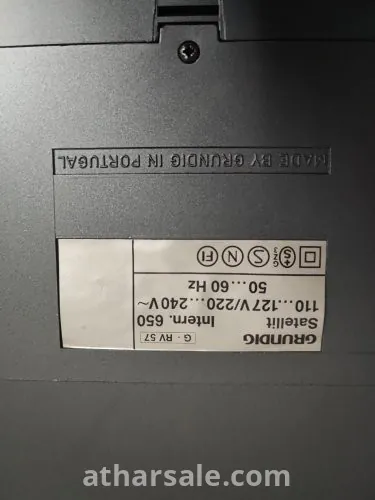 GRUNDIG
G - RV 57
Satellit Intern. 650
110...127V/220...240V~
50...60 Hz
S N FI
MADE BY GRUNDIG IN PORTUGAL
atharsale.com